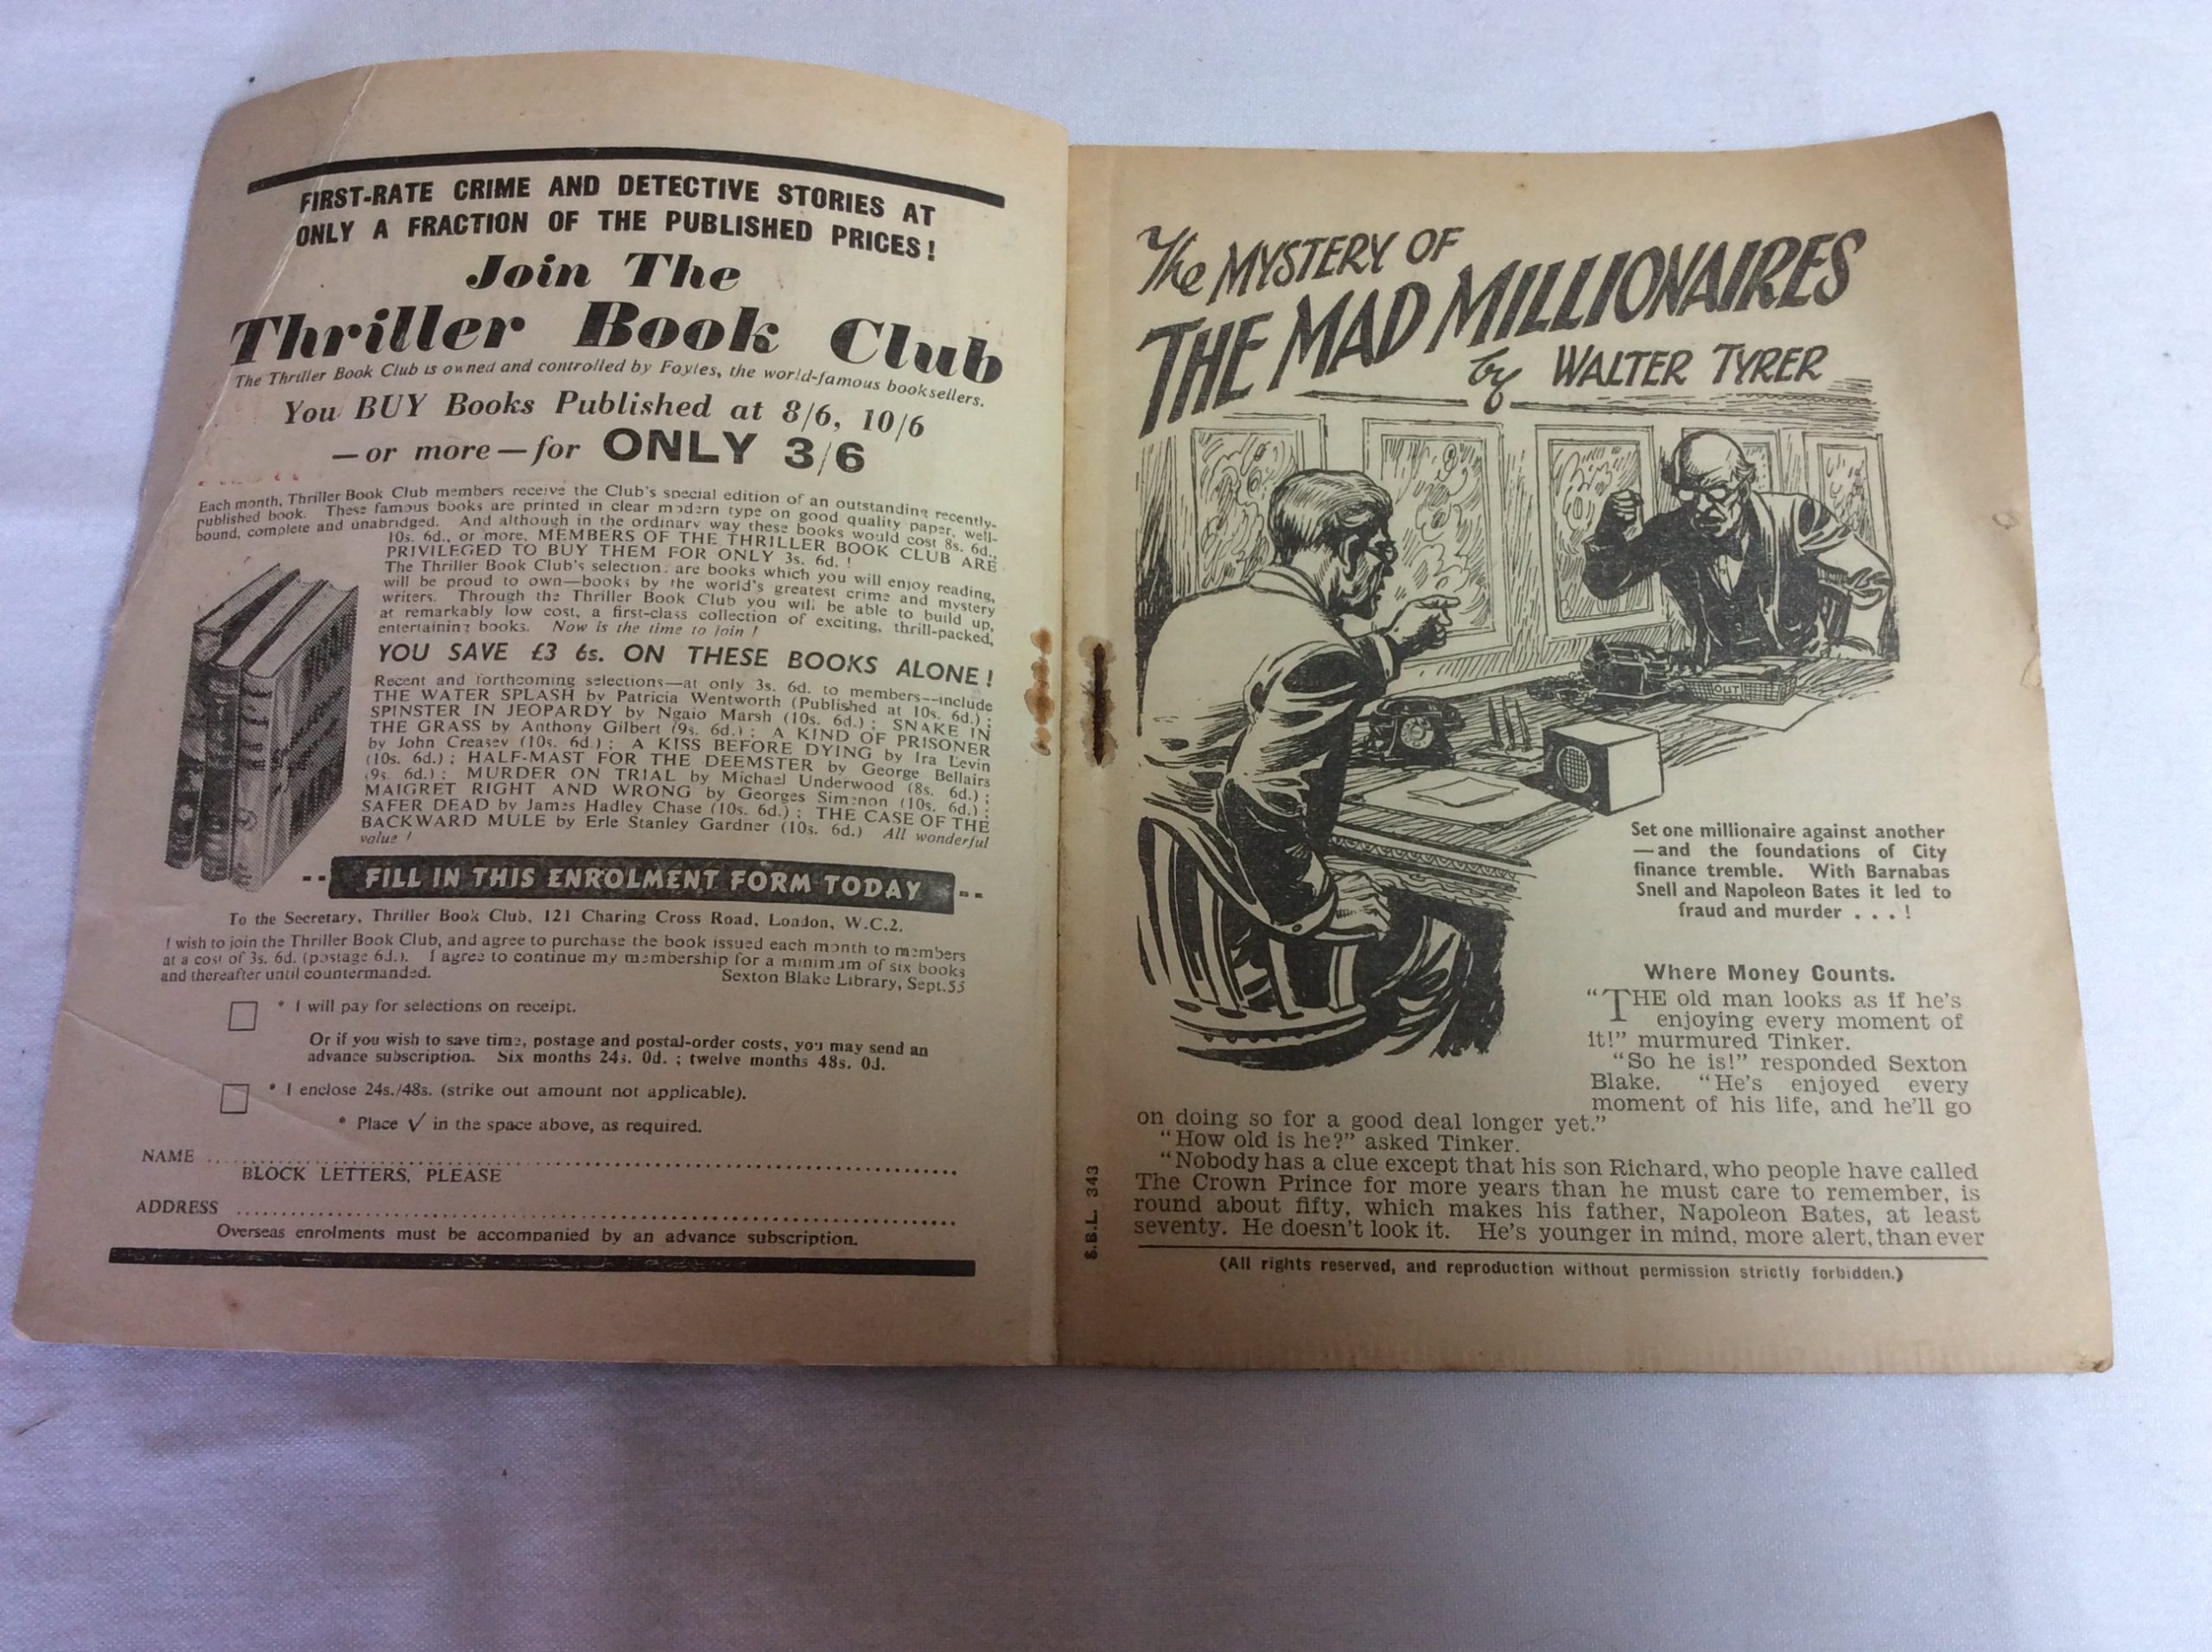 FIRST-RATE CRIME AND DETECTIVE STORIES AT
ONLY A FRACTION OF THE PUBLISHED PRICES!
Join The
Thriller Book Club
The Thriller Book Club is owned and controlled by Foyles, the world-famous booksellers.
You BUY Books Published at 8/6, 10/6
—or more—for ONLY 3/6
Each month, Thriller Book Club members receive the Club's special edition of an outstanding recently-
published book. These famous books are printed in clear modern type on good quality paper, well-
bound, complete and unabridged. And although in the ordinary way these books would cost 8s. 6d.,
10s. 6d., or more, MEMBERS OF THE THRILLER BOOK CLUB ARE
PRIVILEGED TO BUY THEM FOR ONLY 3s. 6d. !
The Thriller Book Club's selections are books which you will enjoy reading,
will be proud to own—books by the world's greatest crime and mystery
writers. Through the Thriller Book Club you will be able to build up,
at remarkably low cost, a first-class collection of exciting, thrill-packed,
entertaining books. Now is the time to join !
YOU SAVE £3 6s. ON THESE BOOKS ALONE !
Recent and forthcoming selections—at only 3s. 6d. to members—include
THE WATER SPLASH by Patricia Wentworth (Published at 10s. 6d.) ;
SPINSTER IN JEOPARDY by Ngaio Marsh (10s. 6d.) ; SNAKE IN
THE GRASS by Anthony Gilbert (9s. 6d.) ; A KIND OF PRISONER
by John Creasey (10s. 6d.) ; A KISS BEFORE DYING by Ira Levin
(10s. 6d.) ; HALF-MAST FOR THE DEEMSTER by George Bellairs
(9s. 6d.) ; MURDER ON TRIAL by Michael Underwood (8s. 6d.) ;
MAIGRET RIGHT AND WRONG by Georges Simenon (10s. 6d.) ;
SAFER DEAD by James Hadley Chase (10s. 6d.) ; THE CASE OF THE
BACKWARD MULE by Erle Stanley Gardner (10s. 6d.) All wonderful
value !
-- FILL IN THIS ENROLMENT FORM TODAY --
To the Secretary, Thriller Book Club, 121 Charing Cross Road, London, W.C.2.
I wish to join the Thriller Book Club, and agree to purchase the book issued each month to members
at a cost of 3s. 6d. (postage 6d.). I agree to continue my membership for a minimum of six books
and thereafter until countermanded. Sexton Blake Library, Sept.55
* I will pay for selections on receipt.
Or if you wish to save time, postage and postal-order costs, you may send an
advance subscription. Six months 24s. 0d. ; twelve months 48s. 0d.
* I enclose 24s./48s. (strike out amount not applicable).
* Place √ in the space above, as required.
NAME
BLOCK LETTERS, PLEASE
ADDRESS
Overseas enrolments must be accompanied by an advance subscription.
The MYSTERY OF
THE MAD MILLIONAIRES
by WALTER TYRER
OUT
Set one millionaire against another
—and the foundations of City
finance tremble. With Barnabas
Snell and Napoleon Bates it led to
fraud and murder . . . !
Where Money Counts.
"THE old man looks as if he's
enjoying every moment of
it!" murmured Tinker.
"So he is!" responded Sexton
Blake. "He's enjoyed every
moment of his life, and he'll go
on doing so for a good deal longer yet."
"How old is he?" asked Tinker.
"Nobody has a clue except that his son Richard, who people have called
The Crown Prince for more years than he must care to remember, is
round about fifty, which makes his father, Napoleon Bates, at least
seventy. He doesn't look it. He's younger in mind, more alert, than ever
S.B.L. 343
(All rights reserved, and reproduction without permission strictly forbidden.)